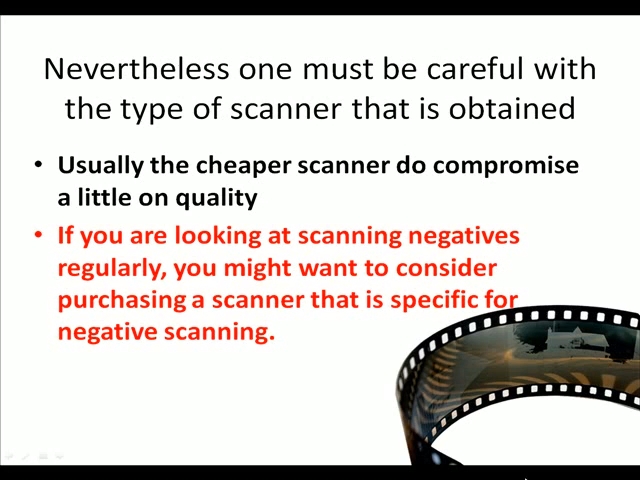 Nevertheless one must be careful with
the type of scanner that is obtained
• Usually the cheaper scanner do compromise
a little on quality
• If you are looking at scanning negatives
regularly, you might want to consider
purchasing a scanner that is specific for
negative scanning.